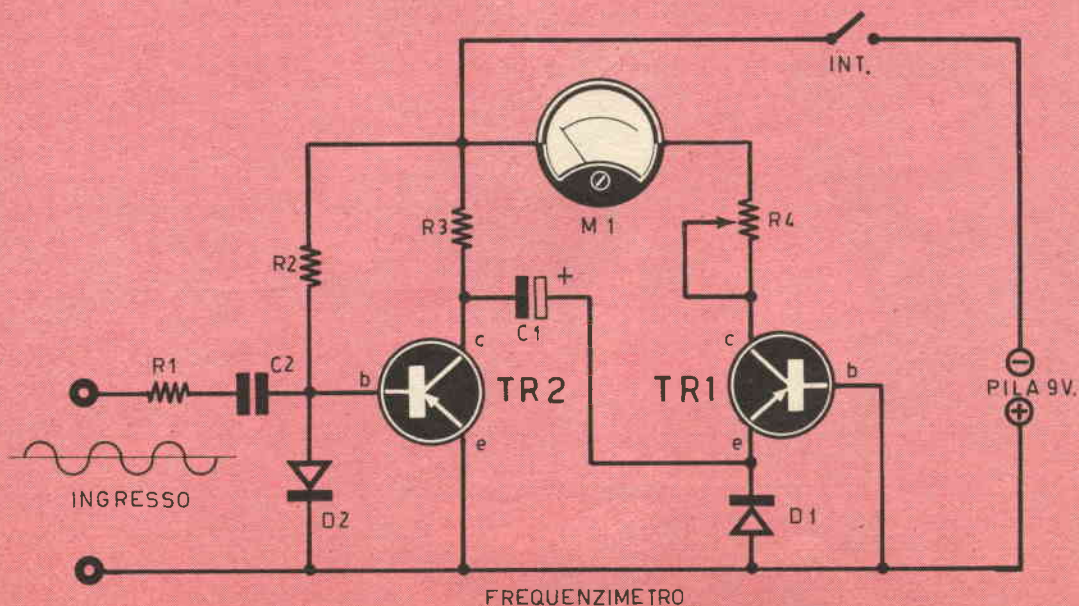 INT.
M1
R4
R3
R2
+
C1
c
c
R1
C2
b
TR2
TR1
b
−
PILA 9V.
+
e
e
INGRESSO
D2
D1
FREQUENZIMETRO